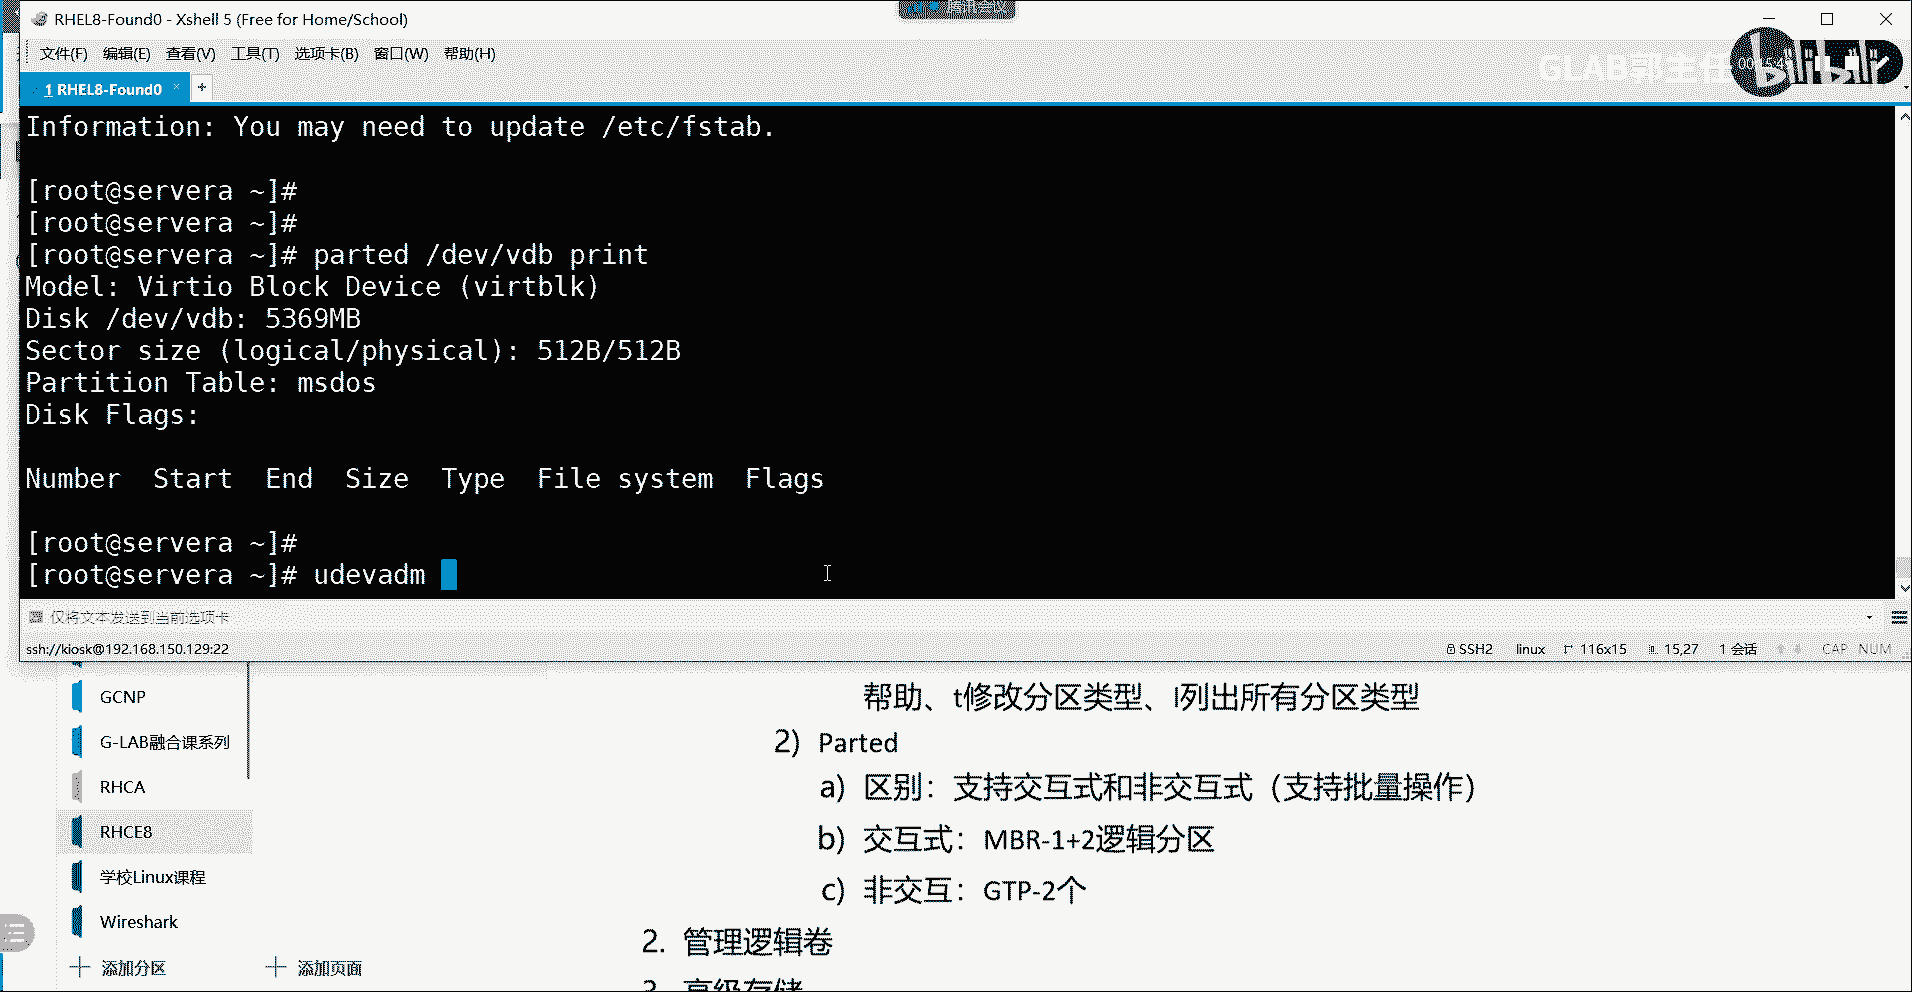 RHEL8-Found0 - Xshell 5 (Free for Home/School)
腾讯会议
文件(F) 编辑(E) 查看(V) 工具(T) 选项卡(B) 窗口(W) 帮助(H)
GLAB郭主任
bilibili
1 RHEL8-Found0 × +
Information: You may need to update /etc/fstab.
[root@servera ~]#
[root@servera ~]#
[root@servera ~]# parted /dev/vdb print
Model: Virtio Block Device (virtblk)
Disk /dev/vdb: 5369MB
Sector size (logical/physical): 512B/512B
Partition Table: msdos
Disk Flags:
Number Start End Size Type File system Flags
[root@servera ~]#
[root@servera ~]# udevadm
仅将文本发送到当前选项卡
ssh://kiosk@192.168.150.129:22 SSH2 linux 116x15 15,27 1 会话 CAP NUM
GCNP
G-LAB融合课系列
RHCA
RHCE8
学校Linux课程
Wireshark
添加分区 添加页面
帮助、t修改分区类型、l列出所有分区类型
2) Parted
a) 区别：支持交互式和非交互式（支持批量操作）
b) 交互式：MBR-1+2逻辑分区
c) 非交互：GTP-2个
2. 管理逻辑卷
3. 高级存储